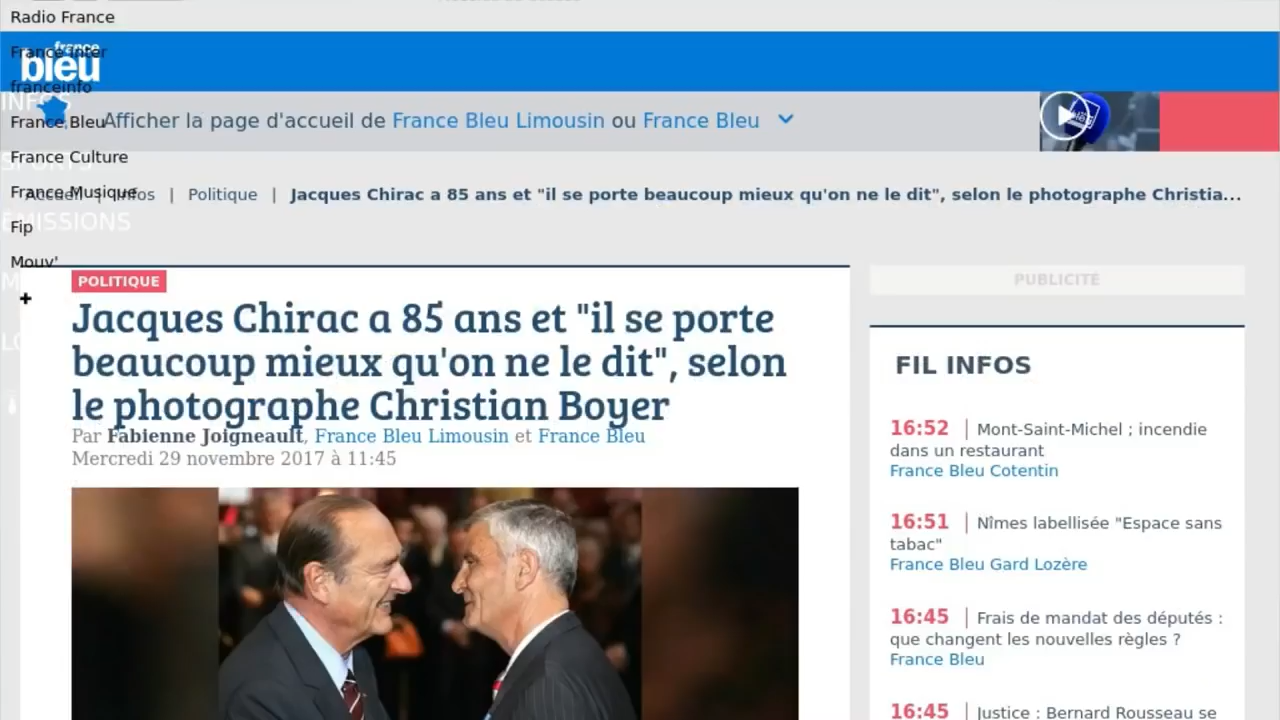 Radio France
France Inter
france
bleu
franceinfo
INFOS
France Bleu
Afficher la page d'accueil de France Bleu Limousin ou France Bleu
France Culture
SPORTS
France Musique
Accueil | Infos | Politique | Jacques Chirac a 85 ans et "il se porte beaucoup mieux qu'on ne le dit", selon le photographe Christia...
ÉMISSIONS
Fip
Mouv'
POLITIQUE
Jacques Chirac a 85 ans et "il se porte
beaucoup mieux qu'on ne le dit", selon
le photographe Christian Boyer
Par Fabienne Joigneault, France Bleu Limousin et France Bleu
Mercredi 29 novembre 2017 à 11:45
PUBLICITÉ
FIL INFOS
16:52 | Mont-Saint-Michel ; incendie
dans un restaurant
France Bleu Cotentin
16:51 | Nîmes labellisée "Espace sans
tabac"
France Bleu Gard Lozère
16:45 | Frais de mandat des députés :
que changent les nouvelles règles ?
France Bleu
16:45 | Justice : Bernard Rousseau se